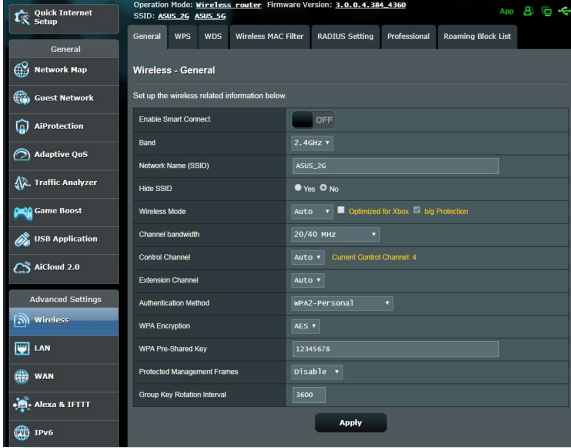 Quick Internet Setup
Operation Mode: Wireless router Firmware Version: 3.0.0.4.384_4360
SSID: ASUS_2G ASUS_5G
App
General
WPS
WDS
Wireless MAC Filter
RADIUS Setting
Professional
Roaming Block List
General
Network Map
Guest Network
AiProtection
Adaptive QoS
Traffic Analyzer
Game Boost
USB Application
AiCloud 2.0
Advanced Settings
Wireless
LAN
WAN
Alexa & IFTTT
IPv6
Wireless - General
Set up the wireless related information below.
Enable Smart Connect OFF
Band 2.4GHz
Network Name (SSID) ASUS_2G
Hide SSID Yes No
Wireless Mode Auto Optimized for Xbox b/g Protection
Channel bandwidth 20/40 MHz
Control Channel Auto Current Control Channel: 4
Extension Channel Auto
Authentication Method WPA2-Personal
WPA Encryption AES
WPA Pre-Shared Key 12345678
Protected Management Frames Disable
Group Key Rotation Interval 3600
Apply